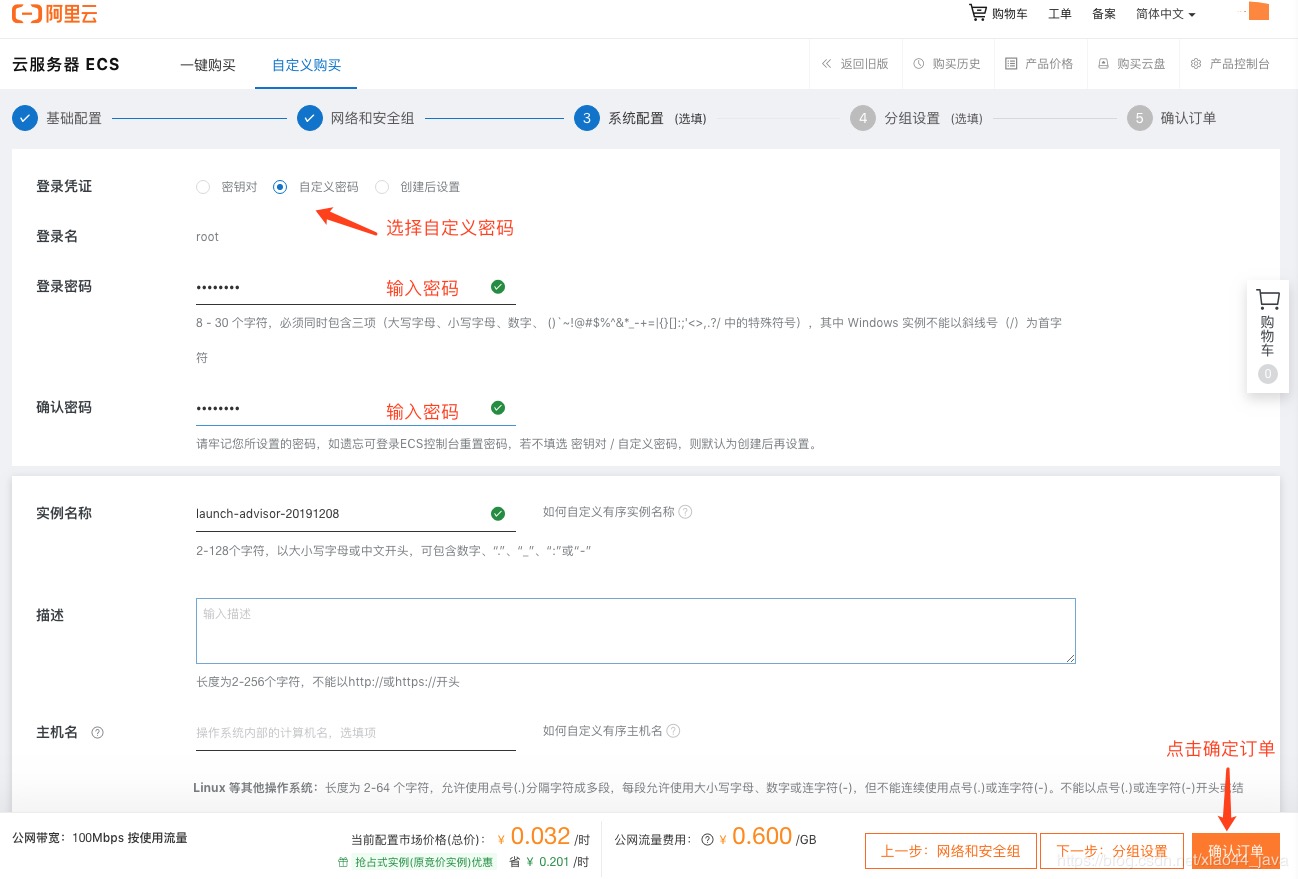 阿里云
购物车 工单 备案 简体中文
云服务器 ECS 一键购买 自定义购买 返回旧版 购买历史 产品价格 购买云盘 产品控制台
基础配置 网络和安全组 3 系统配置 (选填) 4 分组设置 (选填) 5 确认订单
登录凭证 密钥对 自定义密码 创建后设置
选择自定义密码
登录名 root
登录密码 •••••••• 输入密码
8 - 30 个字符，必须同时包含三项（大写字母、小写字母、数字、 ()`~!@#$%^&*_-+=|{}[]:;'<>,.?/ 中的特殊符号），其中 Windows 实例不能以斜线号（/）为首字
符
购物车
0
确认密码 •••••••• 输入密码
请牢记您所设置的密码，如遗忘可登录ECS控制台重置密码，若不填选 密钥对 / 自定义密码，则默认为创建后再设置。
实例名称 launch-advisor-20191208 如何自定义有序实例名称 ?
2-128个字符，以大小写字母或中文开头，可包含数字、“.”、“_”、“:”或“-”
描述 输入描述
长度为2-256个字符，不能以http://或https://开头
主机名 ? 操作系统内部的计算机名，选填项 如何自定义有序主机名 ?
点击确定订单
Linux 等其他操作系统：长度为 2-64 个字符，允许使用点号(.)分隔字符成多段，每段允许使用大小写字母、数字或连字符(-)，但不能连续使用点号(.)或连字符(-)。不能以点号(.)或连字符(-)开头或结
公网带宽：100Mbps 按使用流量 当前配置市场价格(总价)： ¥ 0.032 /时 公网流量费用： ? ¥ 0.600 /GB
抢占式实例(原竞价实例)优惠 省 ¥ 0.201 /时
上一步：网络和安全组 下一步：分组设置 确认订单
https://blog.csdn.net/xiao44_java